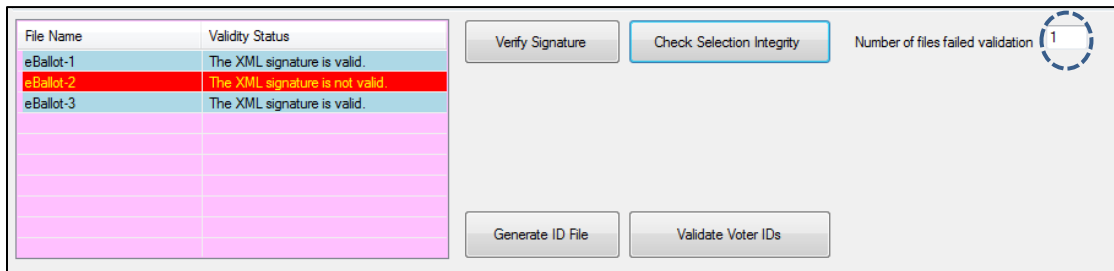 File Name Validity Status
eBallot-1 The XML signature is valid.
eBallot-2 The XML signature is not valid.
eBallot-3 The XML signature is valid.
Verify Signature Check Selection Integrity Number of files failed validation 1
Generate ID File Validate Voter IDs